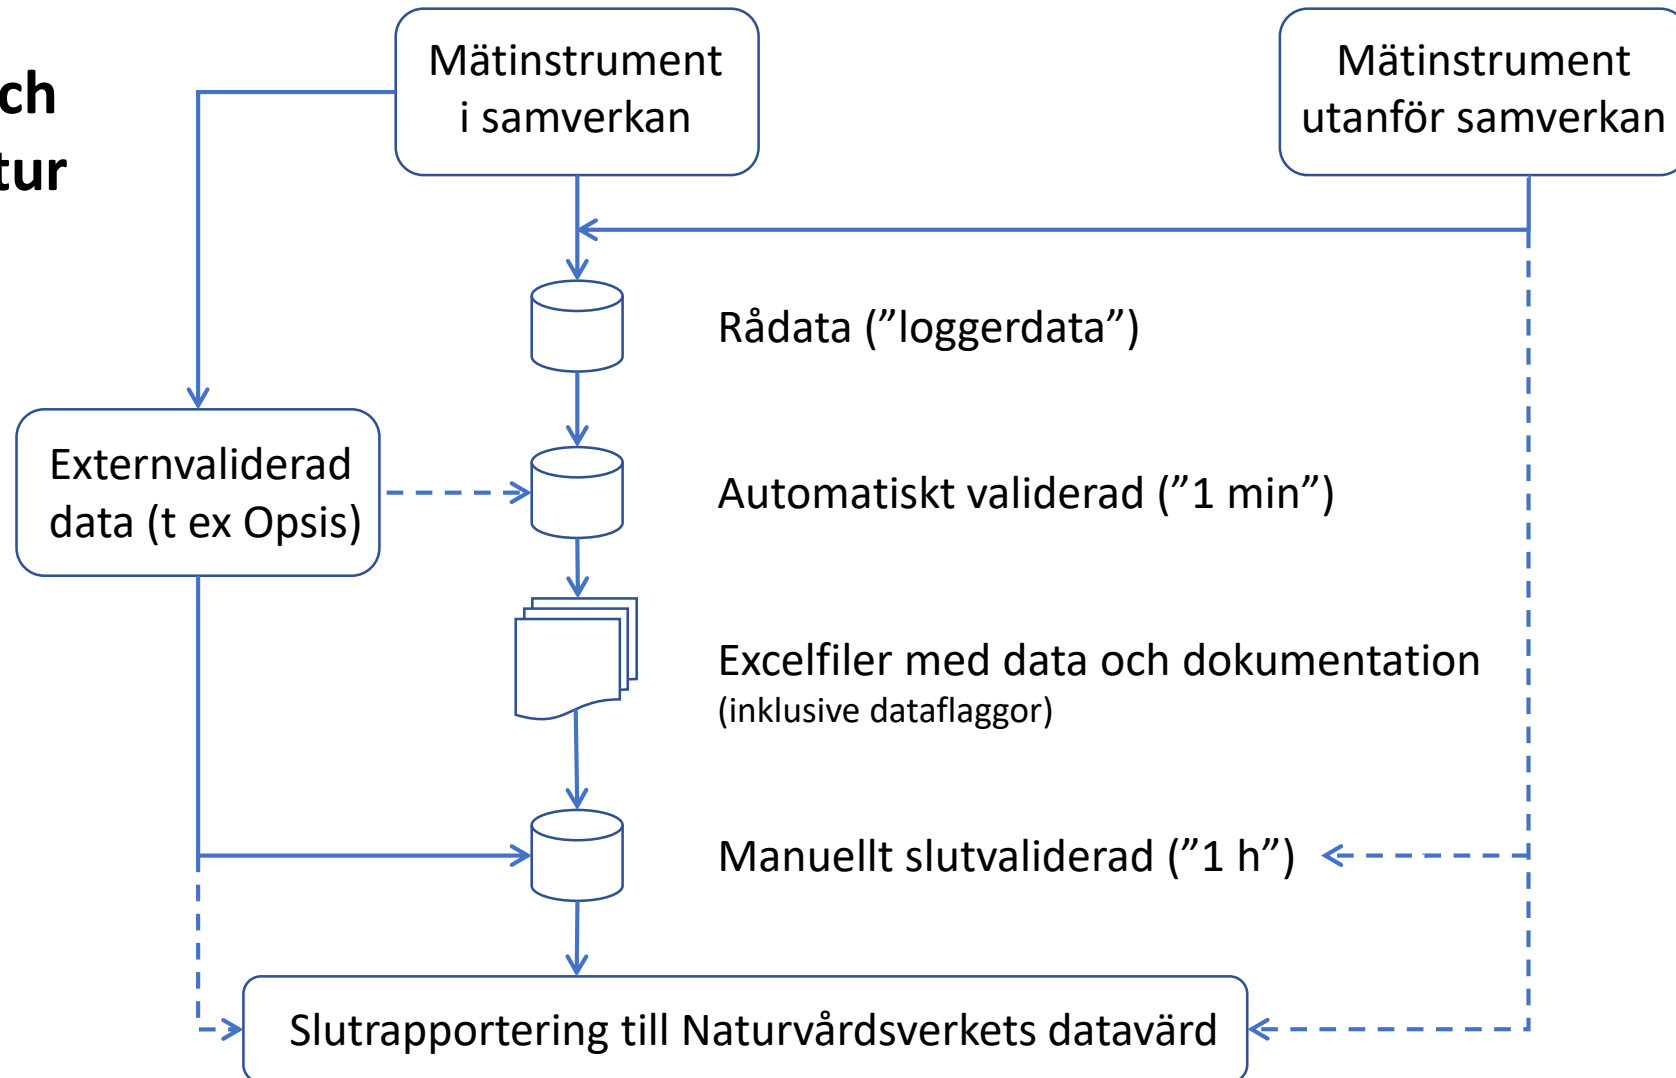 ch
tur
Mätinstrument
i samverkan
Mätinstrument
utanför samverkan
Rådata (”loggerdata”)
Externvaliderad
data (t ex Opsis)
Automatiskt validerad (”1 min”)
Excelfiler med data och dokumentation
(inklusive dataflaggor)
Manuellt slutvaliderad (”1 h”)
Slutrapportering till Naturvårdsverkets datavärd